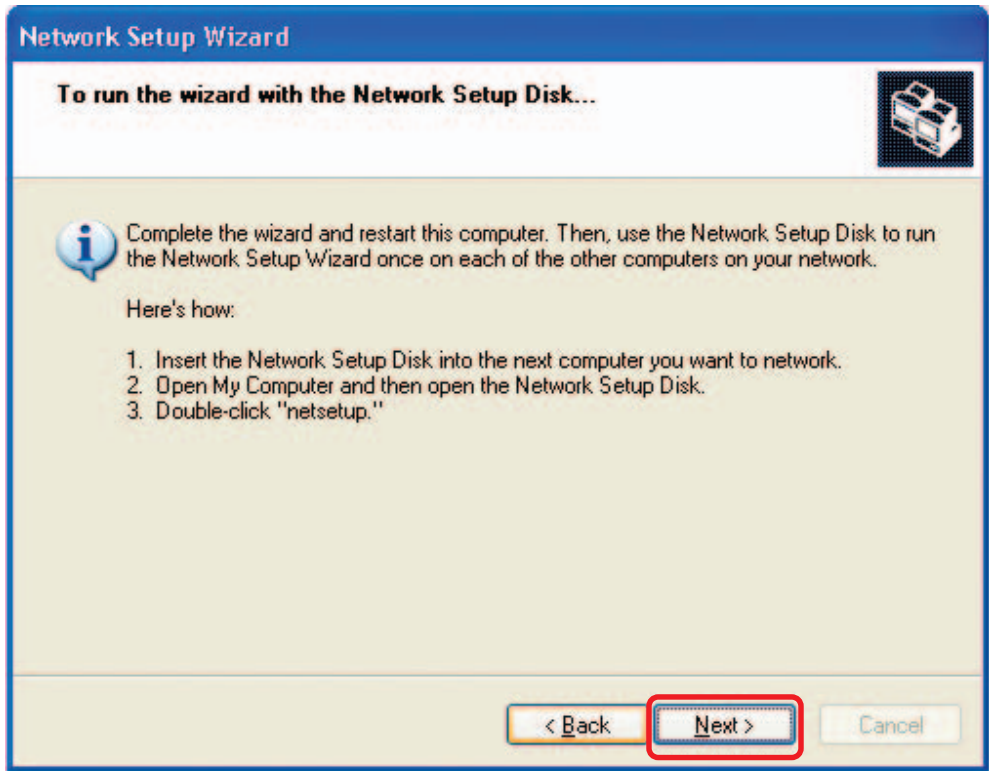 Network Setup Wizard
To run the wizard with the Network Setup Disk...
Complete the wizard and restart this computer. Then, use the Network Setup Disk to run
the Network Setup Wizard once on each of the other computers on your network.
Here's how:
1. Insert the Network Setup Disk into the next computer you want to network.
2. Open My Computer and then open the Network Setup Disk.
3. Double-click "netsetup."
< Back
Next >
Cancel